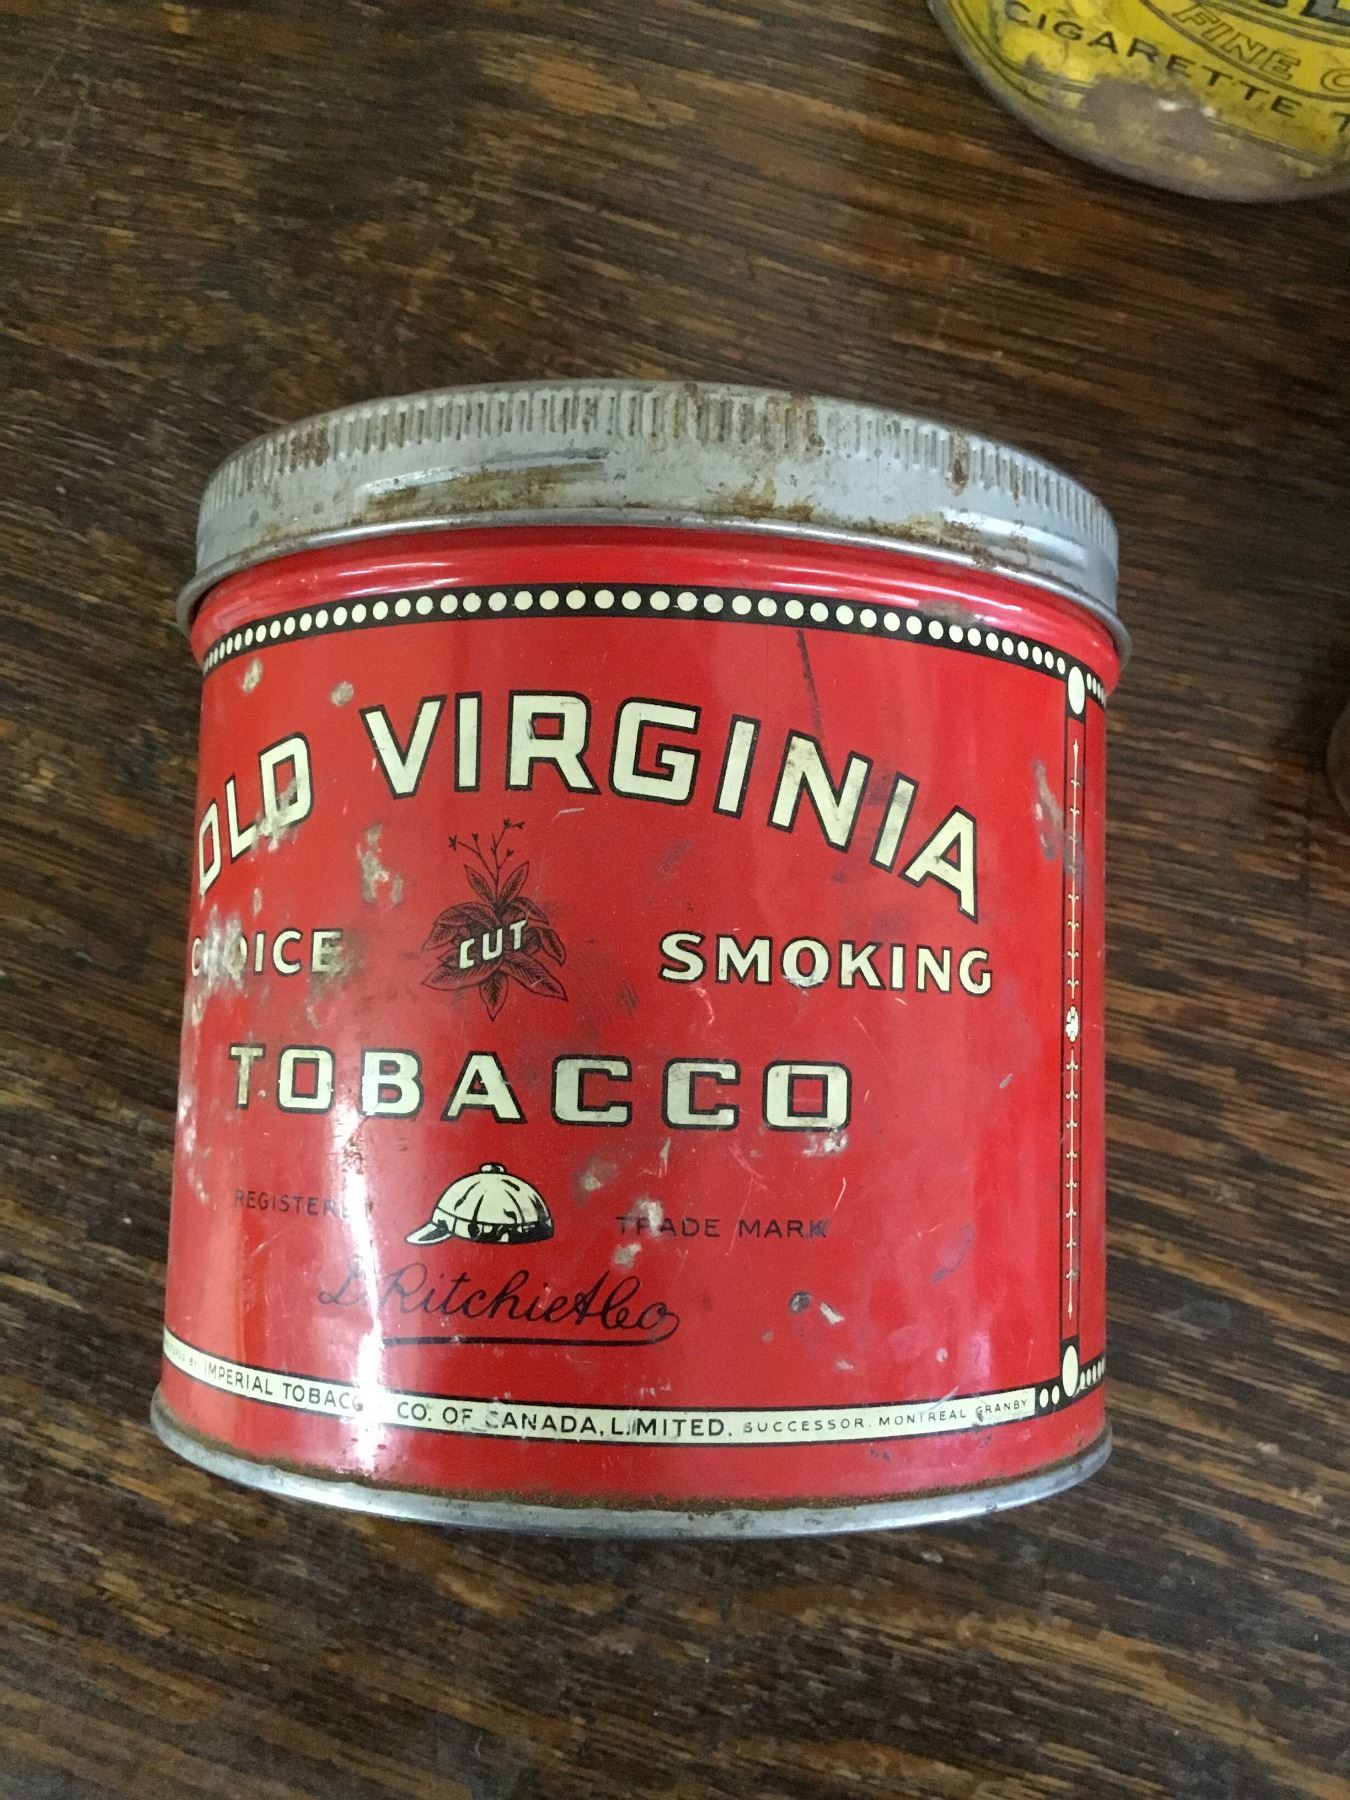 FINE
CIGARETTE
OLD VIRGINIA
CHOICE CUT SMOKING
TOBACCO
REGISTERED TRADE MARK
D. Ritchie & Co
BY IMPERIAL TOBACCO CO. OF CANADA, LIMITED. SUCCESSOR. MONTREAL GRANBY